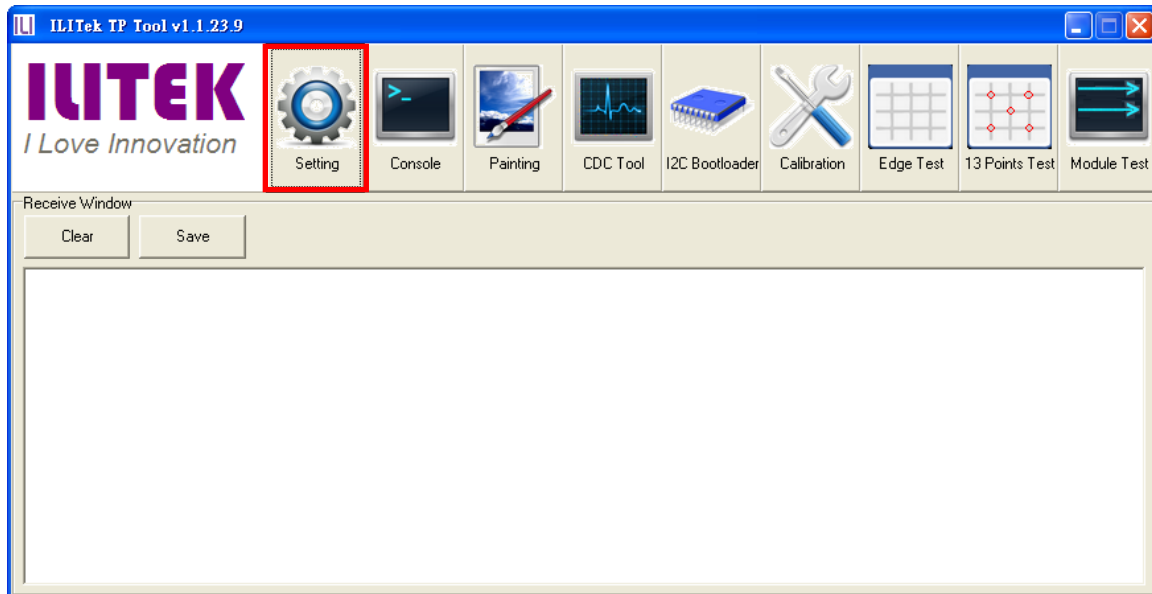 ILI ILITek TP Tool v1.1.23.9
ILITEK
I Love Innovation
Setting
Console
Painting
CDC Tool
I2C Bootloader
Calibration
Edge Test
13 Points Test
Module Test
Receive Window
Clear
Save